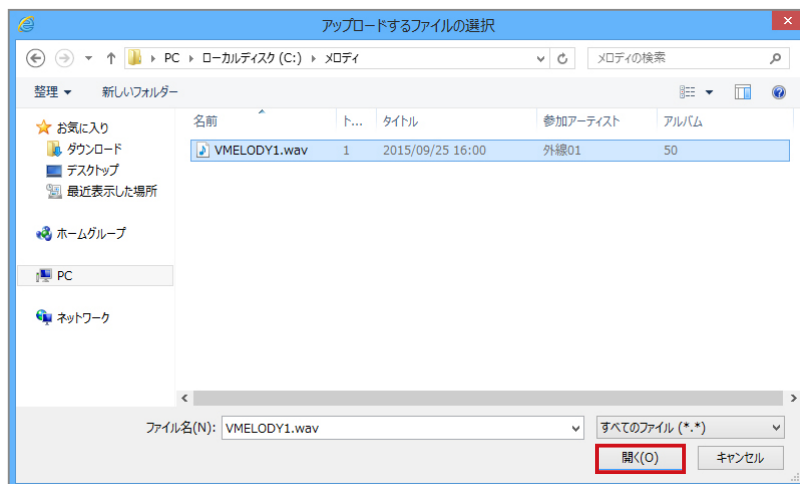 アップロードするファイルの選択
PC ローカルディスク (C:) メロディ
メロディの検索
整理 新しいフォルダー
名前 ト... タイトル 参加アーティスト アルバム
VMELODY1.wav 1 2015/09/25 16:00 外線01 50
お気に入り
ダウンロード
デスクトップ
最近表示した場所
ホームグループ
PC
ネットワーク
ファイル名(N): VMELODY1.wav すべてのファイル (*.*)
開く(O) キャンセル